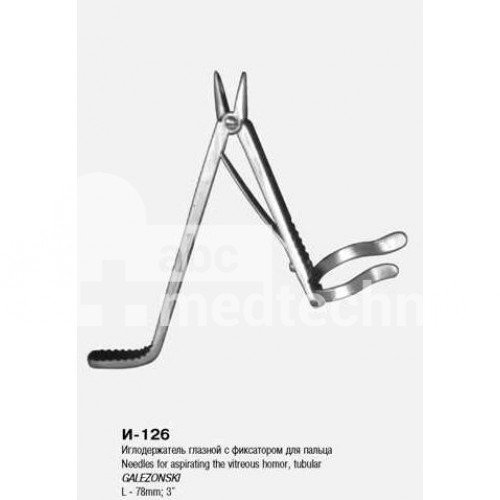 abc
medtechn
И-126
Иглодержатель глазной с фиксатором для пальца
Needles for aspirating the vitreous homor, tubular
GALEZONSKI
L - 78mm; 3"